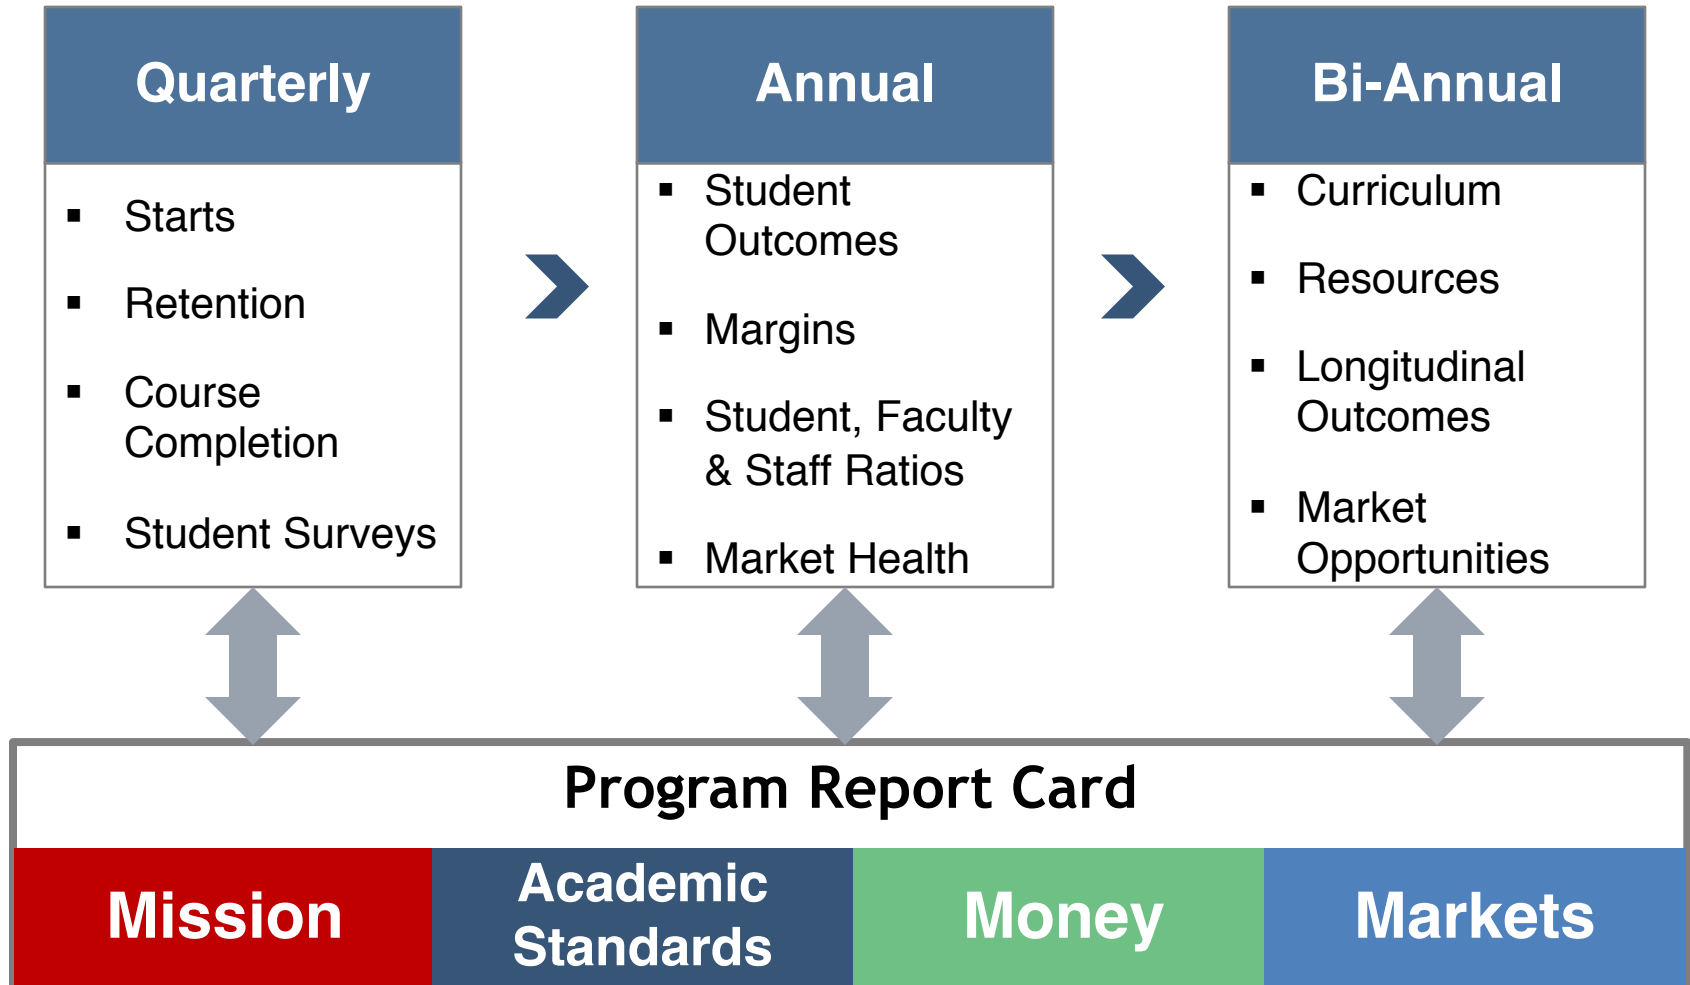 Quarterly
▪ Starts
▪ Retention
▪ Course
Completion
▪ Student Surveys
Annual
▪ Student
Outcomes
▪ Margins
▪ Student, Faculty
& Staff Ratios
▪ Market Health
Bi-Annual
▪ Curriculum
▪ Resources
▪ Longitudinal
Outcomes
▪ Market
Opportunities
Program Report Card
Mission
Academic
Standards
Money
Markets